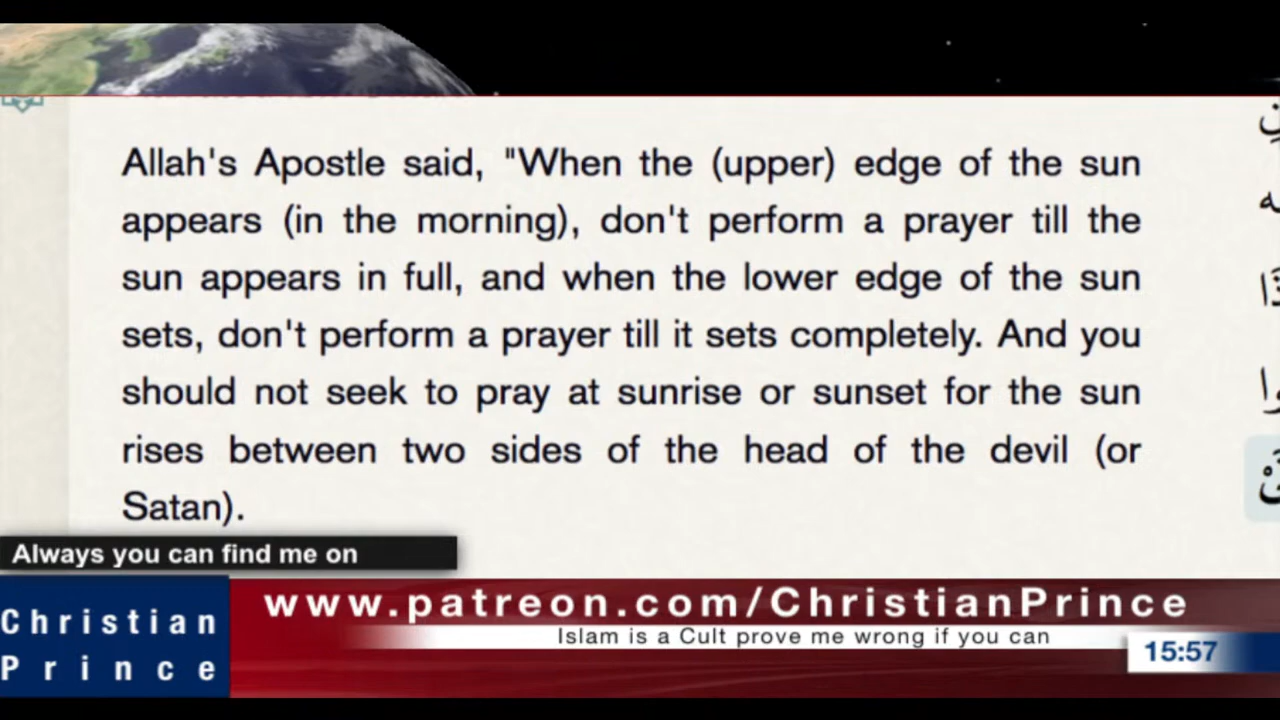 Allah's Apostle said, "When the (upper) edge of the sun
appears (in the morning), don't perform a prayer till the
sun appears in full, and when the lower edge of the sun
sets, don't perform a prayer till it sets completely. And you
should not seek to pray at sunrise or sunset for the sun
rises between two sides of the head of the devil (or
Satan).
Always you can find me on
Christian
Prince
www.patreon.com/ChristianPrince
Islam is a Cult prove me wrong if you can
15:57